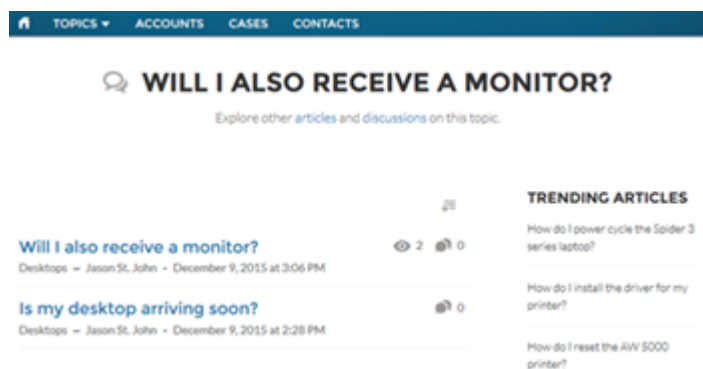 TOPICS ACCOUNTS CASES CONTACTS
WILL I ALSO RECEIVE A MONITOR?
Explore other articles and discussions on this topic.
Will I also receive a monitor?
2 0
Desktops – Jason St. John • December 9, 2015 at 3:06 PM
Is my desktop arriving soon?
0
Desktops – Jason St. John • December 9, 2015 at 2:28 PM
TRENDING ARTICLES
How do I power cycle the Spider 3
series laptop?
How do I install the driver for my
printer?
How do I reset the AW 5000
printer?